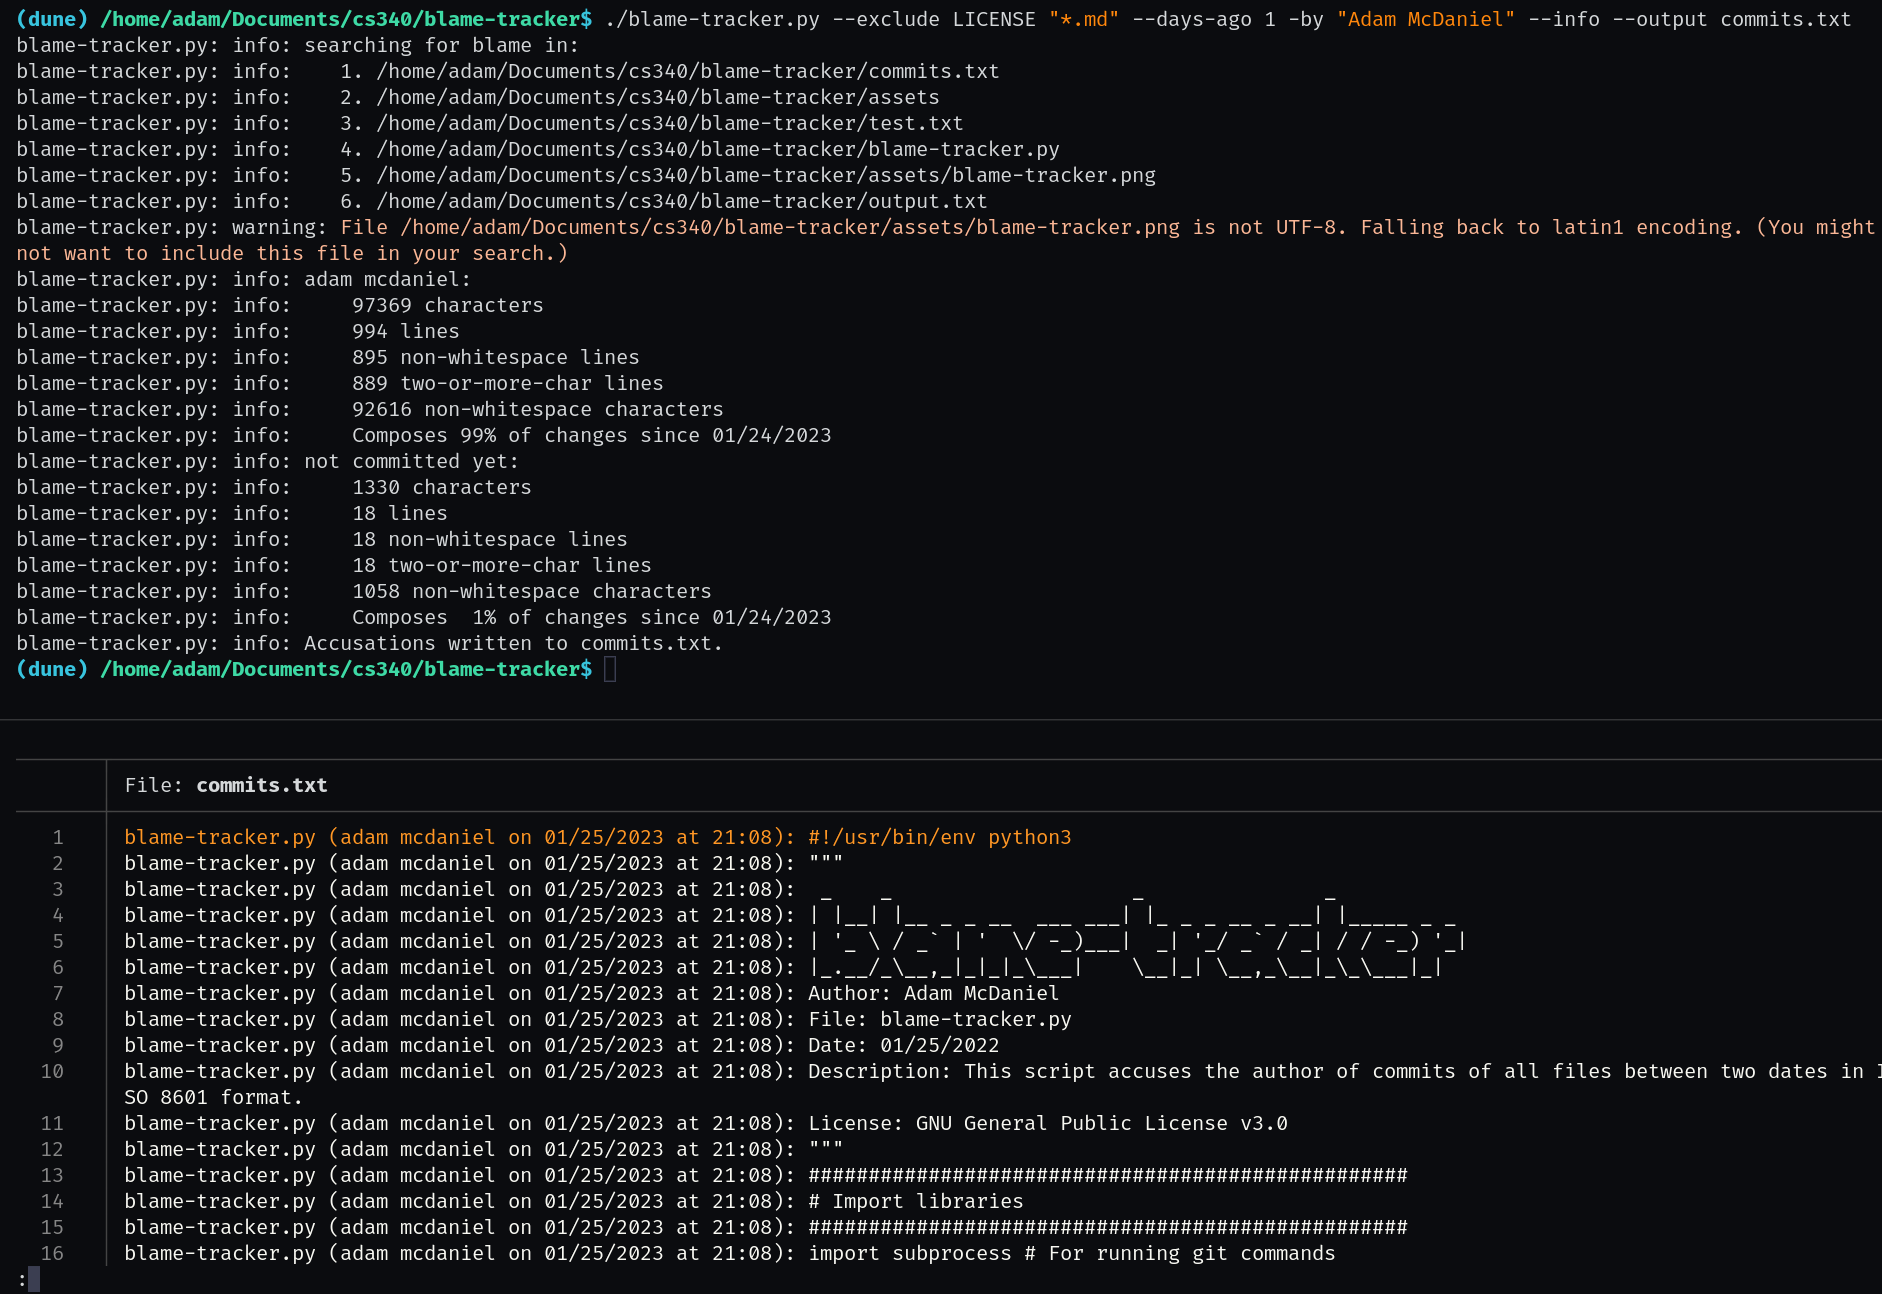 (dune) /home/adam/Documents/cs340/blame-tracker$ ./blame-tracker.py --exclude LICENSE "*.md" --days-ago 1 -by "Adam McDaniel" --info --output commits.txt
blame-tracker.py: info: searching for blame in:
blame-tracker.py: info:    1. /home/adam/Documents/cs340/blame-tracker/commits.txt
blame-tracker.py: info:    2. /home/adam/Documents/cs340/blame-tracker/assets
blame-tracker.py: info:    3. /home/adam/Documents/cs340/blame-tracker/test.txt
blame-tracker.py: info:    4. /home/adam/Documents/cs340/blame-tracker/blame-tracker.py
blame-tracker.py: info:    5. /home/adam/Documents/cs340/blame-tracker/assets/blame-tracker.png
blame-tracker.py: info:    6. /home/adam/Documents/cs340/blame-tracker/output.txt
blame-tracker.py: warning: File /home/adam/Documents/cs340/blame-tracker/assets/blame-tracker.png is not UTF-8. Falling back to latin1 encoding. (You might
not want to include this file in your search.)
blame-tracker.py: info: adam mcdaniel:
blame-tracker.py: info:     97369 characters
blame-tracker.py: info:     994 lines
blame-tracker.py: info:     895 non-whitespace lines
blame-tracker.py: info:     889 two-or-more-char lines
blame-tracker.py: info:     92616 non-whitespace characters
blame-tracker.py: info:     Composes 99% of changes since 01/24/2023
blame-tracker.py: info: not committed yet:
blame-tracker.py: info:     1330 characters
blame-tracker.py: info:     18 lines
blame-tracker.py: info:     18 non-whitespace lines
blame-tracker.py: info:     18 two-or-more-char lines
blame-tracker.py: info:     1058 non-whitespace characters
blame-tracker.py: info:     Composes  1% of changes since 01/24/2023
blame-tracker.py: info: Accusations written to commits.txt.
(dune) /home/adam/Documents/cs340/blame-tracker$
File: commits.txt
1 blame-tracker.py (adam mcdaniel on 01/25/2023 at 21:08): #!/usr/bin/env python3
2 blame-tracker.py (adam mcdaniel on 01/25/2023 at 21:08): """
3 blame-tracker.py (adam mcdaniel on 01/25/2023 at 21:08):  _    _                    _               _
4 blame-tracker.py (adam mcdaniel on 01/25/2023 at 21:08): | |__| |__ _ _ __  ___ ___| |_ _ _ __ _ __| |_____ _ _
5 blame-tracker.py (adam mcdaniel on 01/25/2023 at 21:08): | '_ \ / _` | '  \/ -_)___|  _| '_/ _` / _| / / -_) '_|
6 blame-tracker.py (adam mcdaniel on 01/25/2023 at 21:08): |_.__/_\__,_|_|_|_\___|    \__|_| \__,_\__|_\_\___|_|
7 blame-tracker.py (adam mcdaniel on 01/25/2023 at 21:08): Author: Adam McDaniel
8 blame-tracker.py (adam mcdaniel on 01/25/2023 at 21:08): File: blame-tracker.py
9 blame-tracker.py (adam mcdaniel on 01/25/2023 at 21:08): Date: 01/25/2022
10 blame-tracker.py (adam mcdaniel on 01/25/2023 at 21:08): Description: This script accuses the author of commits of all files between two dates in I
SO 8601 format.
11 blame-tracker.py (adam mcdaniel on 01/25/2023 at 21:08): License: GNU General Public License v3.0
12 blame-tracker.py (adam mcdaniel on 01/25/2023 at 21:08): """
13 blame-tracker.py (adam mcdaniel on 01/25/2023 at 21:08): ##################################################
14 blame-tracker.py (adam mcdaniel on 01/25/2023 at 21:08): # Import libraries
15 blame-tracker.py (adam mcdaniel on 01/25/2023 at 21:08): ##################################################
16 blame-tracker.py (adam mcdaniel on 01/25/2023 at 21:08): import subprocess # For running git commands
: